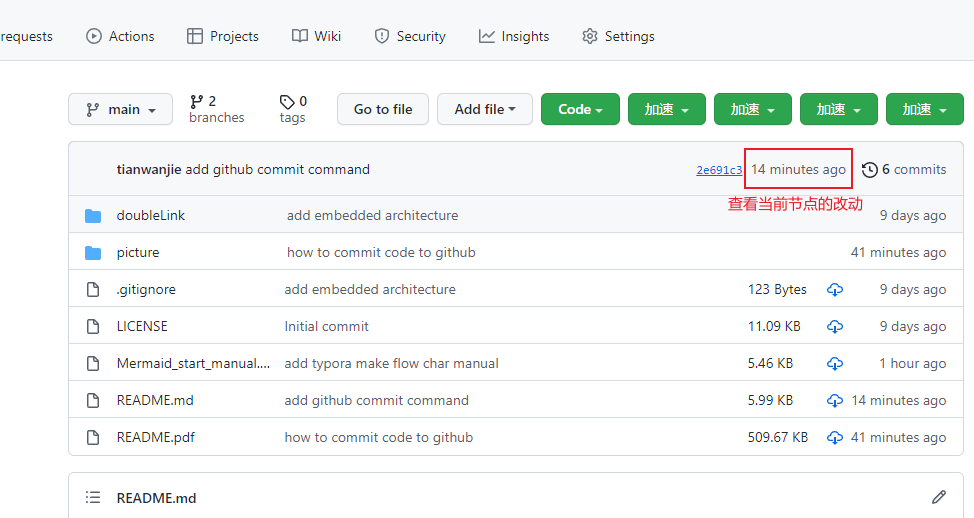 requests Actions Projects Wiki Security Insights Settings
main 2 branches 0 tags Go to file Add file Code 加速 加速 加速 加速
tianwanjie add github commit command 2e691c3 14 minutes ago 6 commits
查看当前节点的改动
doubleLink add embedded architecture 9 days ago
picture how to commit code to github 41 minutes ago
.gitignore add embedded architecture 123 Bytes 9 days ago
LICENSE Initial commit 11.09 KB 9 days ago
Mermaid_start_manual.... add typora make flow char manual 5.46 KB 1 hour ago
README.md add github commit command 5.99 KB 14 minutes ago
README.pdf how to commit code to github 509.67 KB 41 minutes ago
README.md